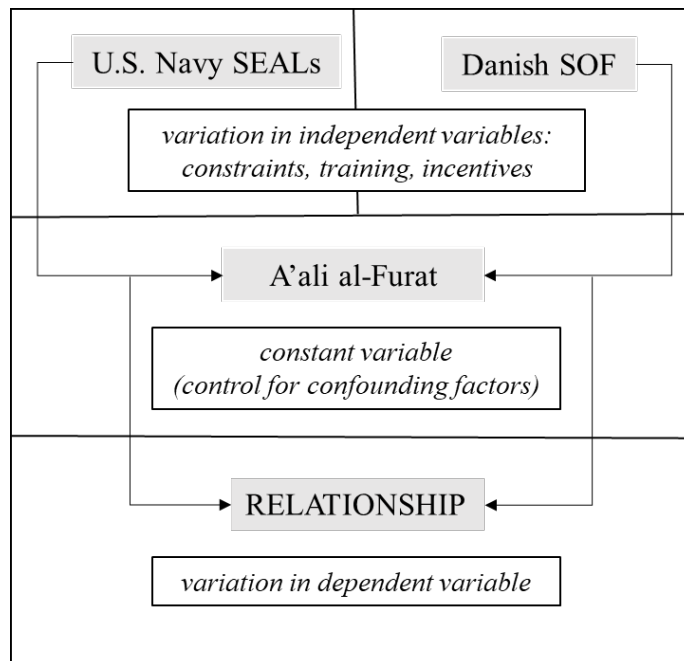 U.S. Navy SEALs
Danish SOF
variation in independent variables:
constraints, training, incentives
A’ali al-Furat
constant variable
(control for confounding factors)
RELATIONSHIP
variation in dependent variable